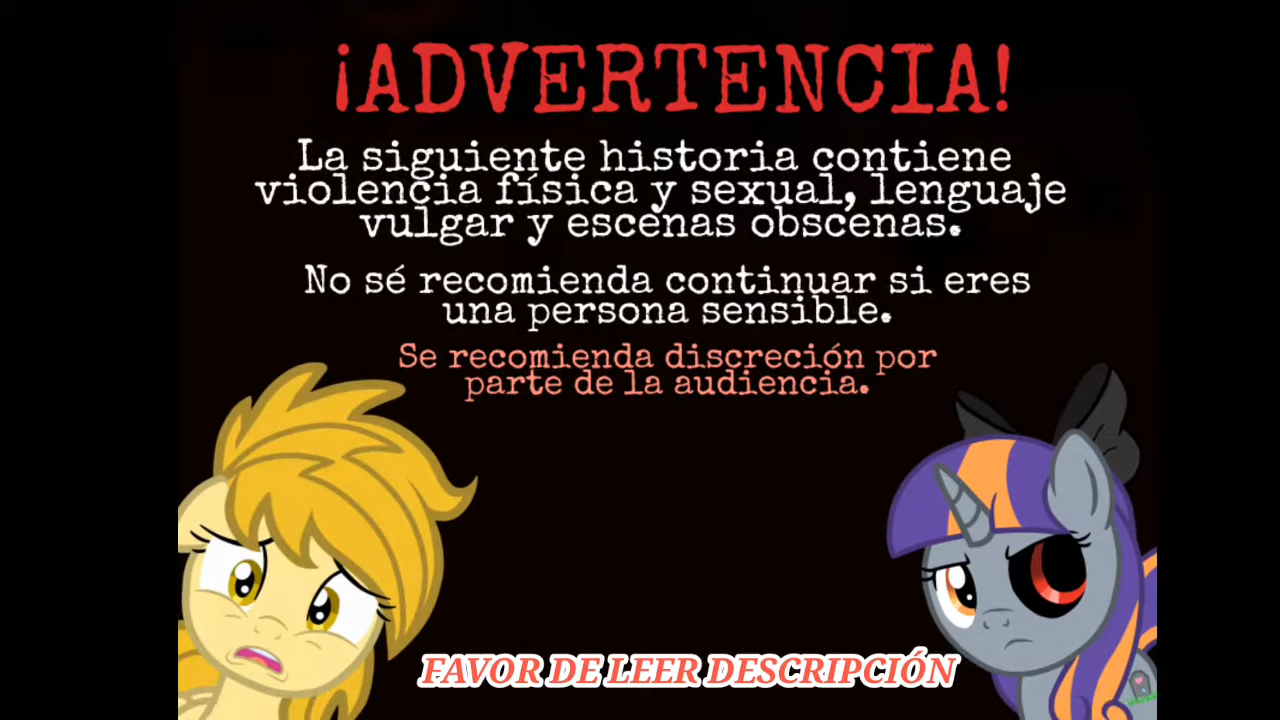 ¡ADVERTENCIA!
La siguiente historia contiene
violencia física y sexual, lenguaje
vulgar y escenas obscenas.
No sé recomienda continuar si eres
una persona sensible.
Se recomienda discreción por
parte de la audiencia.
FAVOR DE LEER DESCRIPCIÓN